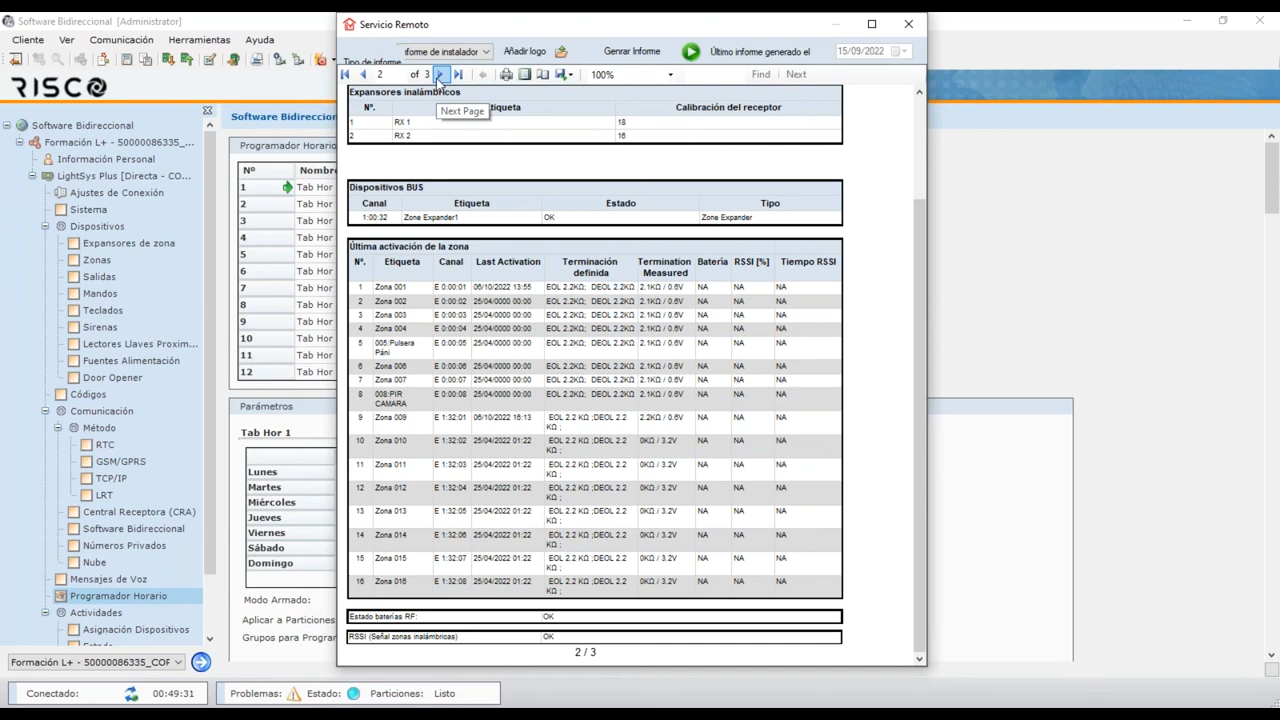 Software Bidireccional [Administrator]
Cliente Ver Comunicación Herramientas Ayuda
RISCO
Software Bidireccional
Formación L+ - 50000086335_...
Información Personal
LightSys Plus [Directa - CO...
Ajustes de Conexión
Sistema
Dispositivos
Expansores de zona
Zonas
Salidas
Mandos
Teclados
Sirenas
Lectores Llaves Proxim...
Fuentes Alimentación
Door Opener
Códigos
Comunicación
Método
RTC
GSM/GPRS
TCP/IP
LRT
Central Receptora (CRA)
Software Bidireccional
Números Privados
Nube
Mensajes de Voz
Programador Horario
Actividades
Asignación Dispositivos
Formación L+ - 50000086335_COF
Software Bidireccion
Programador Horario
Nº Nombr
1 Tab Hor
2 Tab Hor
3 Tab Hor
4 Tab Hor
5 Tab Hor
6 Tab Hor
7 Tab Hor
8 Tab Hor
9 Tab Hor
10 Tab Hor
11 Tab Hor
12 Tab Hor
Parámetros
Tab Hor 1
Lunes
Martes
Miércoles
Jueves
Viernes
Sábado
Domingo
Modo Armado:
Aplicar a Particiones
Grupos para Progran
Servicio Remoto
Tipo de informe
nforme de instalador Añadir logo Genrar Informe Último informe generado el 15/09/2022
2 of 3 100% Find Next
Next Page
Expansores inalámbricos
Nº. tiqueta Calibración del receptor
1 RX 1 18
2 RX 2 16
Dispositivos BUS
Canal Etiqueta Estado Tipo
1:00:32 Zone Expander1 OK Zone Expander
Última activación de la zona
Nº. Etiqueta Canal Last Activation Terminación definida Termination Measured Batería RSSI [%] Tiempo RSSI
1 Zona 001 E 0:00:01 06/10/2022 13:55 EOL 2.2KΩ; DEOL 2.2KΩ 2.1KΩ / 0.6V NA NA NA
2 Zona 002 E 0:00:02 25/04/0000 00:00 EOL 2.2KΩ; DEOL 2.2KΩ 2.1KΩ / 0.6V NA NA NA
3 Zona 003 E 0:00:03 25/04/0000 00:00 EOL 2.2KΩ; DEOL 2.2KΩ 2.1KΩ / 0.6V NA NA NA
4 Zona 004 E 0:00:04 25/04/0000 00:00 EOL 2.2KΩ; DEOL 2.2KΩ 2.1KΩ / 0.6V NA NA NA
5 005:Pulsera Páni E 0:00:05 25/04/0000 00:00 EOL 2.2KΩ; DEOL 2.2KΩ 2.1KΩ / 0.6V NA NA NA
6 Zona 006 E 0:00:06 25/04/0000 00:00 EOL 2.2KΩ; DEOL 2.2KΩ 2.1KΩ / 0.6V NA NA NA
7 Zona 007 E 0:00:07 25/04/0000 00:00 EOL 2.2KΩ; DEOL 2.2KΩ 2.1KΩ / 0.6V NA NA NA
8 008:PIR CAMARA E 0:00:08 25/04/0000 00:00 EOL 2.2KΩ; DEOL 2.2KΩ 2.1KΩ / 0.6V NA NA NA
9 Zona 009 E 1:32:01 06/10/2022 16:13 EOL 2.2 KΩ ;DEOL 2.2 KΩ ; 2.2KΩ / 0.6V NA NA NA
10 Zona 010 E 1:32:02 25/04/2022 01:22 EOL 2.2 KΩ ;DEOL 2.2 KΩ ; 0KΩ / 3.2V NA NA NA
11 Zona 011 E 1:32:03 25/04/2022 01:22 EOL 2.2 KΩ ;DEOL 2.2 KΩ ; 0KΩ / 3.2V NA NA NA
12 Zona 012 E 1:32:04 25/04/2022 01:22 EOL 2.2 KΩ ;DEOL 2.2 KΩ ; 0KΩ / 3.2V NA NA NA
13 Zona 013 E 1:32:05 25/04/2022 01:22 EOL 2.2 KΩ ;DEOL 2.2 KΩ ; 0KΩ / 3.2V NA NA NA
14 Zona 014 E 1:32:06 25/04/2022 01:22 EOL 2.2 KΩ ;DEOL 2.2 KΩ ; 0KΩ / 3.2V NA NA NA
15 Zona 015 E 1:32:07 25/04/2022 01:22 EOL 2.2 KΩ ;DEOL 2.2 KΩ ; 0KΩ / 3.2V NA NA NA
16 Zona 016 E 1:32:08 25/04/2022 01:22 EOL 2.2 KΩ ;DEOL 2.2 KΩ ; 0KΩ / 3.2V NA NA NA
Estado baterías RF: OK
RSSI (Señal zonas inalámbricas) OK
2 / 3
Conectado: 00:49:31 Problemas: Estado: Particiones: Listo